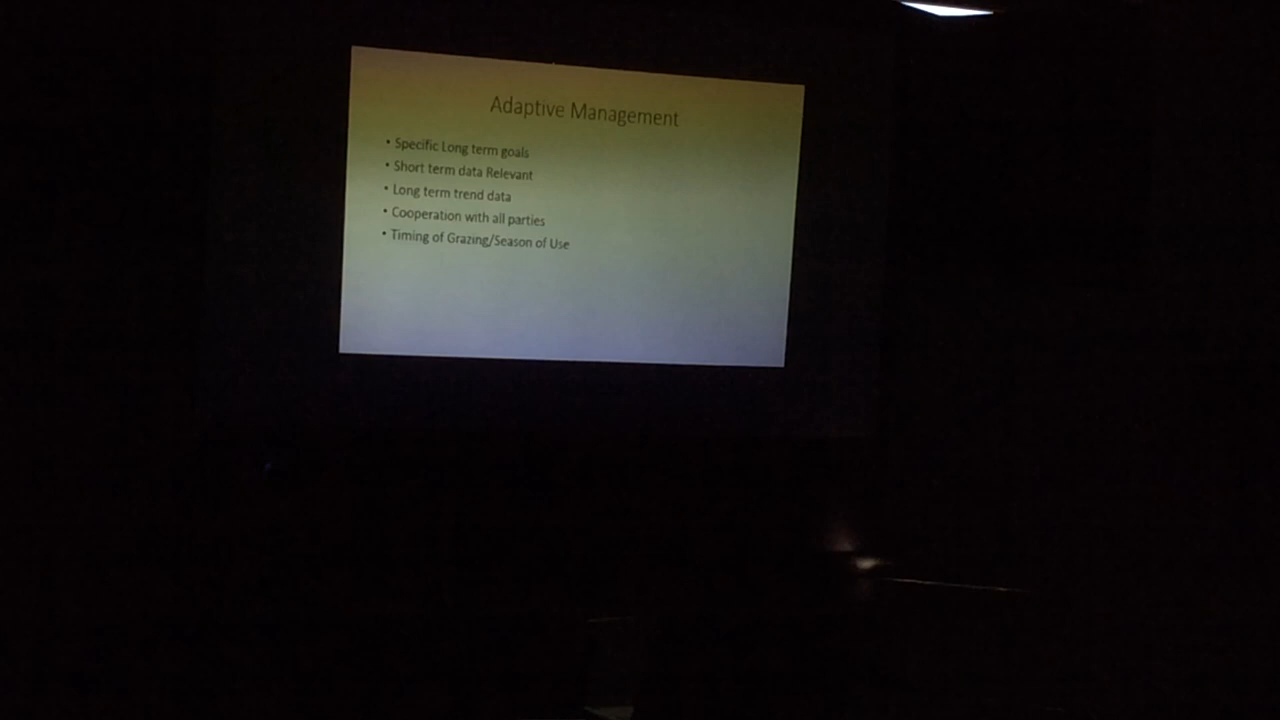 Adaptive Management
• Specific Long term goals
• Short term data Relevant
• Long term trend data
• Cooperation with all parties
• Timing of Grazing/Season of Use